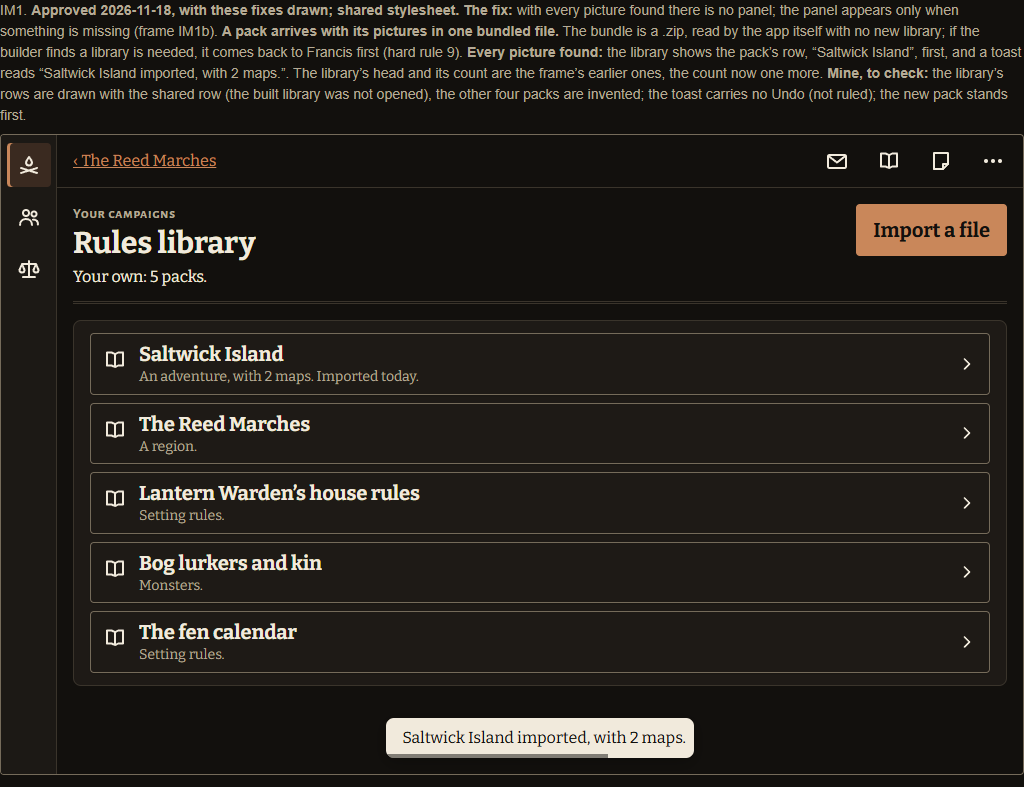 IM1. Approved 2026-11-18, with these fixes drawn; shared stylesheet. The fix: with every picture found there is no panel; the panel appears only when
something is missing (frame IM1b). A pack arrives with its pictures in one bundled file. The bundle is a .zip, read by the app itself with no new library; if the
builder finds a library is needed, it comes back to Francis first (hard rule 9). Every picture found: the library shows the pack’s row, “Saltwick Island”, first, and a toast
reads “Saltwick Island imported, with 2 maps.”. The library’s head and its count are the frame’s earlier ones, the count now one more. Mine, to check: the library’s
rows are drawn with the shared row (the built library was not opened), the other four packs are invented; the toast carries no Undo (not ruled); the new pack stands
first.
‹ The Reed Marches
Your campaigns
Rules library
Your own: 5 packs.
Import a file
Saltwick Island
An adventure, with 2 maps. Imported today.
The Reed Marches
A region.
Lantern Warden’s house rules
Setting rules.
Bog lurkers and kin
Monsters.
The fen calendar
Setting rules.
Saltwick Island imported, with 2 maps.